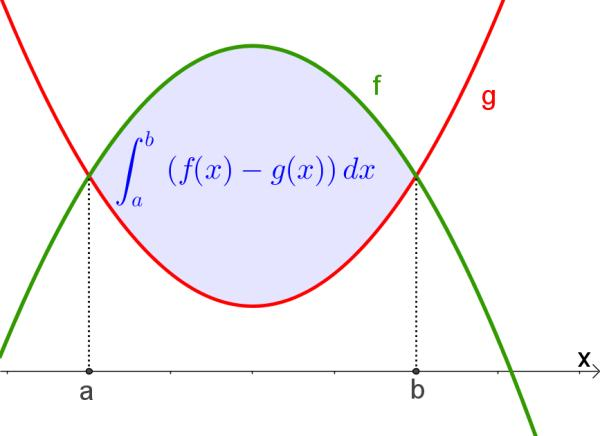 f
g
∫_a^b (f(x) − g(x)) dx
x
a
b